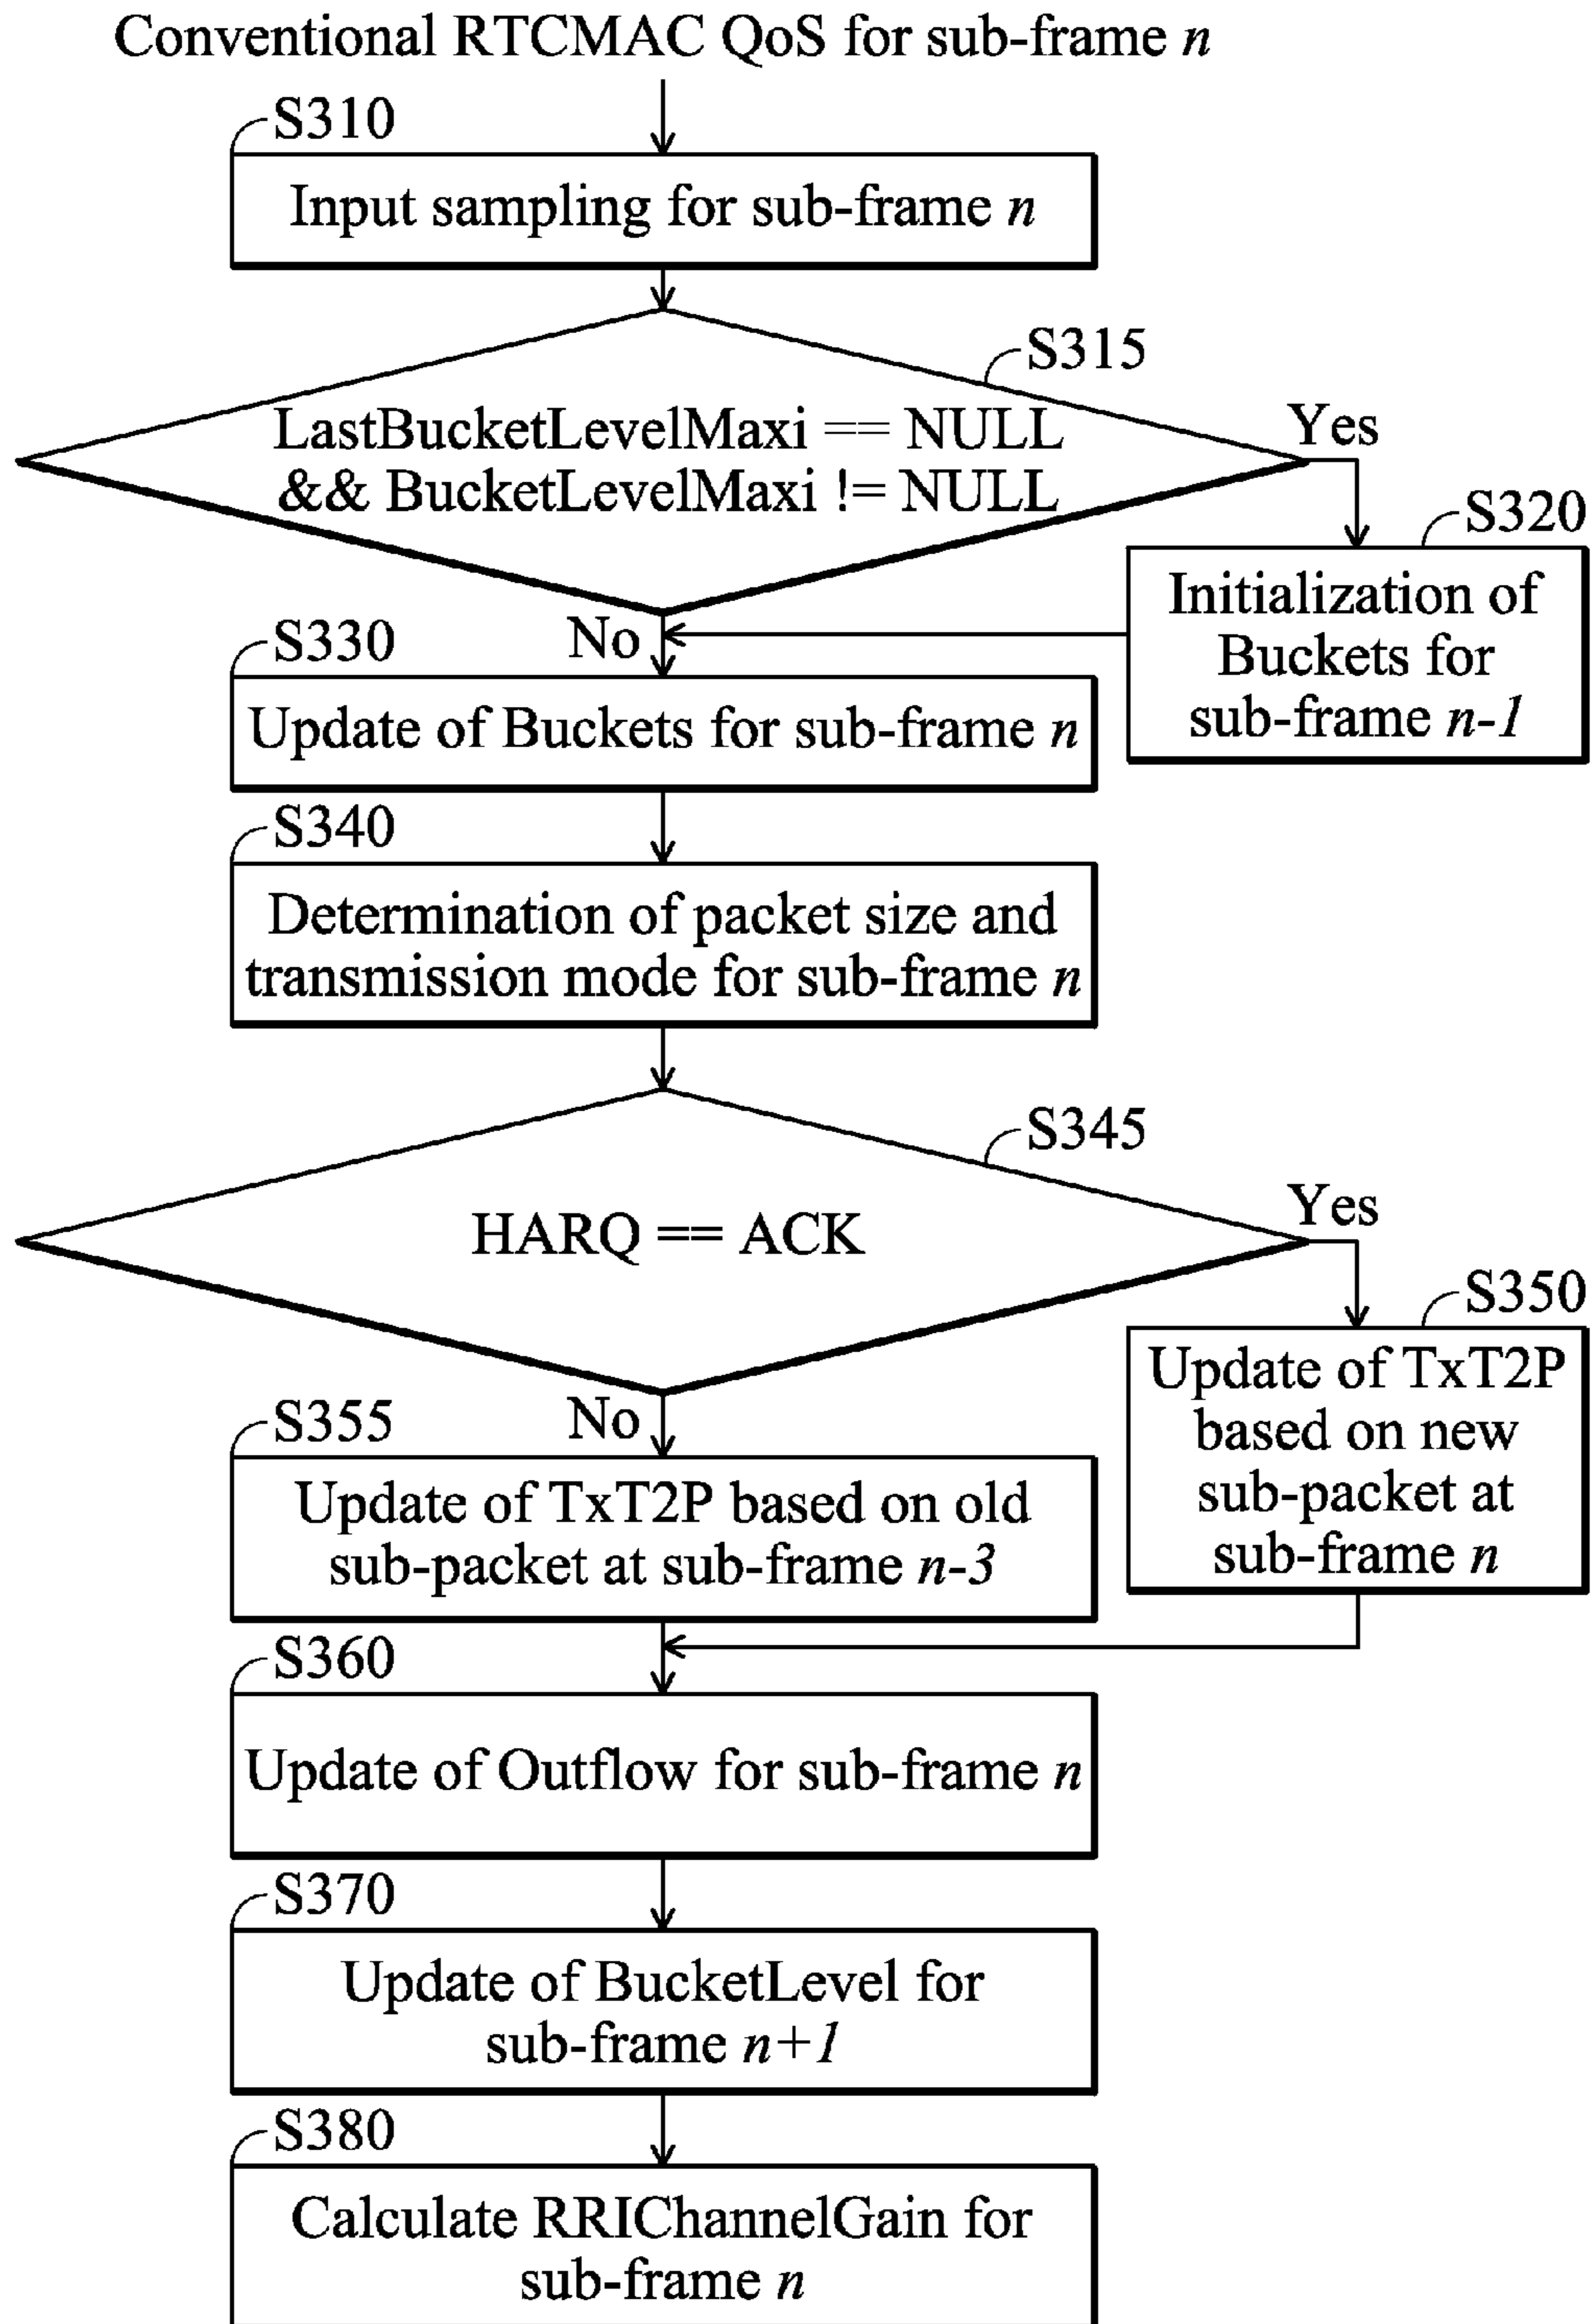 Conventional RTCMAC QoS for sub-frame n
S310
Input sampling for sub-frame n
S315
LastBucketLevelMaxi == NULL
&& BucketLevelMaxi != NULL
Yes
S320
Initialization of
Buckets for
sub-frame n-1
No
S330
Update of Buckets for sub-frame n
S340
Determination of packet size and
transmission mode for sub-frame n
S345
HARQ == ACK
Yes
S350
Update of TxT2P
based on new
sub-packet at
sub-frame n
No
S355
Update of TxT2P based on old
sub-packet at sub-frame n-3
S360
Update of Outflow for sub-frame n
S370
Update of BucketLevel for
sub-frame n+1
S380
Calculate RRIChannelGain for
sub-frame n